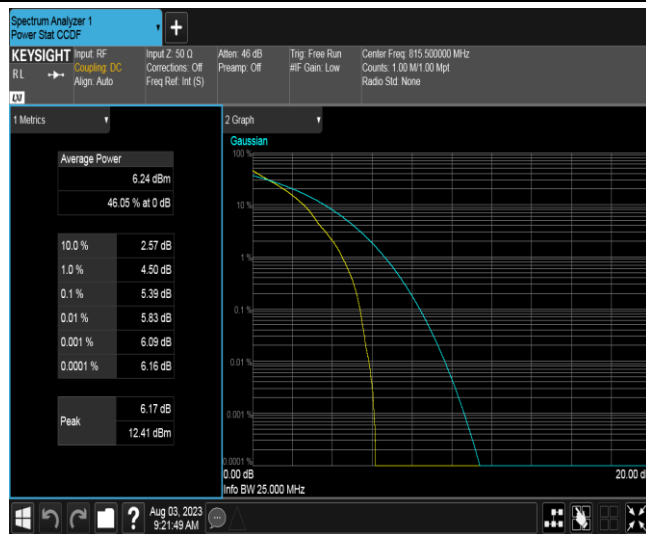 Spectrum Analyzer 1
Power Stat CCDF
+
KEYSIGHT
RL
LXI
Input: RF
Coupling: DC
Align: Auto
Input Z: 50 Ω
Corrections: Off
Freq Ref: Int (S)
Atten: 46 dB
Preamp: Off
Trig: Free Run
#IF Gain: Low
Center Freq: 815.500000 MHz
Counts: 1.00 M/1.00 Mpt
Radio Std: None
1 Metrics
Average Power
6.24 dBm
46.05 % at 0 dB
10.0 % 2.57 dB
1.0 % 4.50 dB
0.1 % 5.39 dB
0.01 % 5.83 dB
0.001 % 6.09 dB
0.0001 % 6.16 dB
Peak 6.17 dB
12.41 dBm
2 Graph
Gaussian
100 %
10 %
1 %
0.1 %
0.01 %
0.001 %
0.0001 %
0.00 dB 20.00 d
Info BW 25.000 MHz
?
Aug 03, 2023
9:21:49 AM